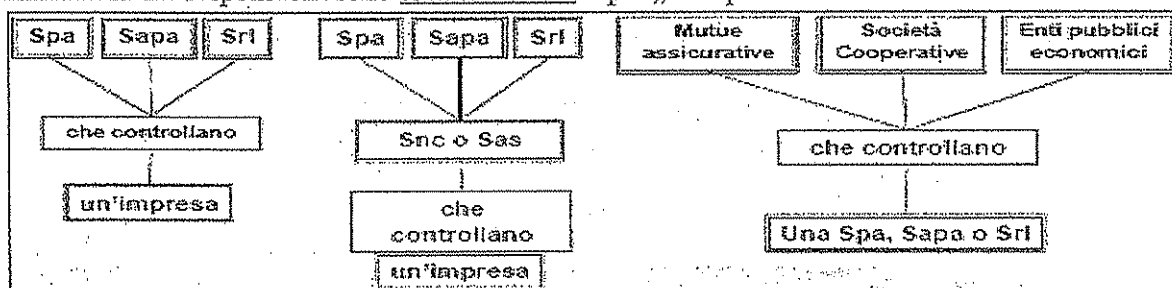 Spa Sapa Srl
che controllano
un'impresa
Spa Sapa Srl
Snc o Sas
che
controllano
un'impresa
Mutue
assicurative
Società
Cooperative
Enti pubblici
economici
che controllano
Una Spa, Sapa o Srl